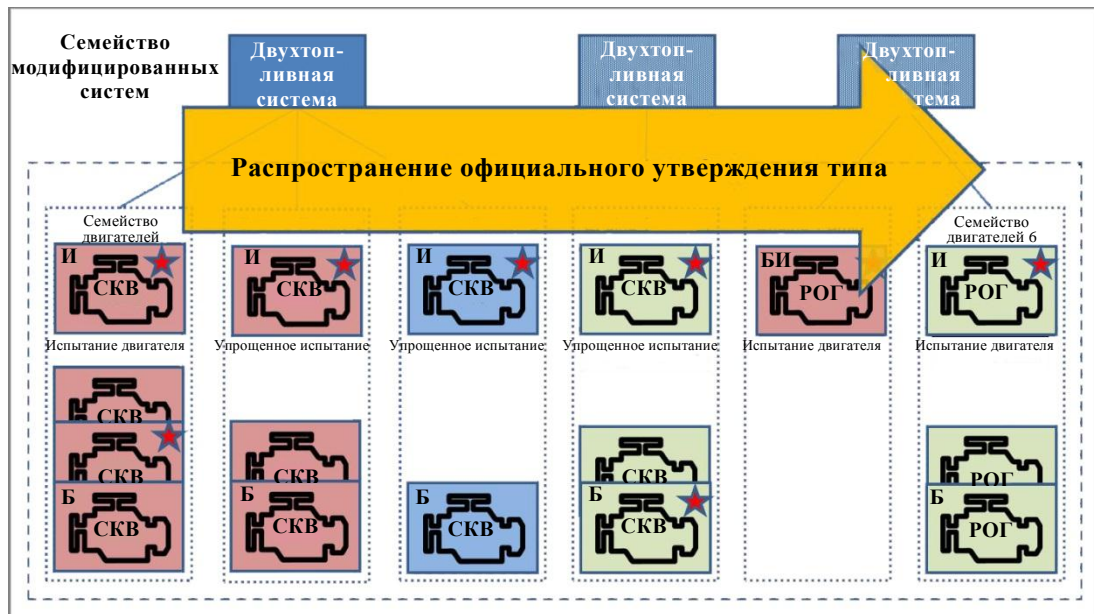 Семейство
модифицированных
систем
Двухтоп-
ливная
система
Двухтоп-
ливная
система
Двухтоп-
ливная
тема
Распространение официального утверждения типа
Семейство
двигателей
И
СКВ
Испытание двигателя
СКВ
СКВ
Б
СКВ
И
СКВ
Упрощенное испытание
СКВ
Б
СКВ
И
СКВ
Упрощенное испытание
Б
СКВ
И
СКВ
Упрощенное испытание
СКВ
Б
СКВ
БИ
РОГ
Испытание двигателя
Семейство
двигателей 6
И
РОГ
Испытание двигателя
РОГ
Б
РОГ